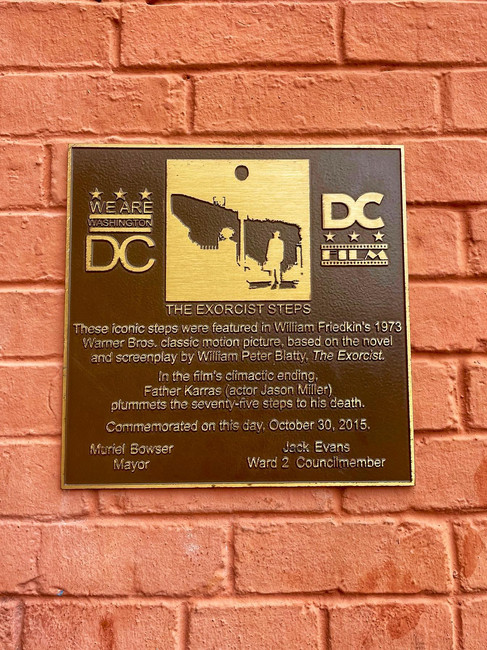 WE ARE
WASHINGTON
DC
DC
FILM
THE EXORCIST STEPS
These iconic steps were featured in William Friedkin's 1973
Warner Bros. classic motion picture, based on the novel
and screenplay by William Peter Blatty, The Exorcist.
In the film's climactic ending,
Father Karras (actor Jason Miller)
plummets the seventy-five steps to his death.
Commemorated on this day, October 30, 2015.
Muriel Bowser
Mayor
Jack Evans
Ward 2 Councilmember